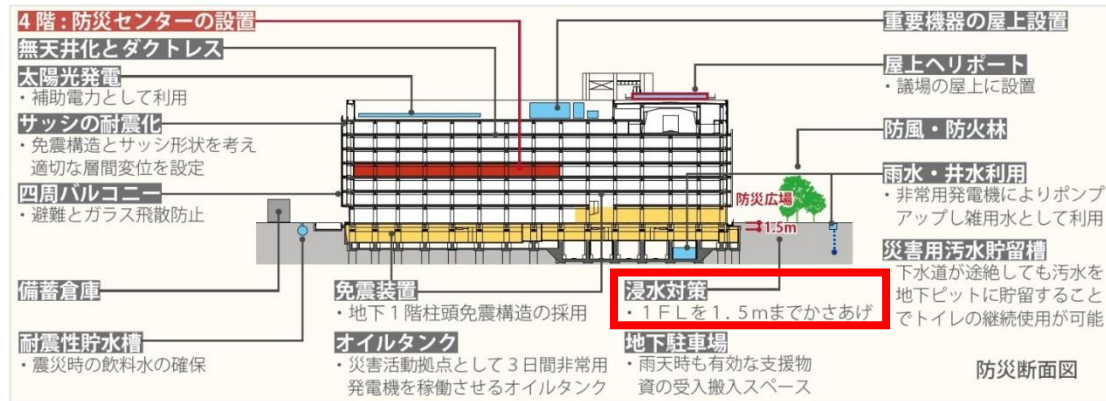 4階：防災センターの設置
無天井化とダクトレス
太陽光発電
・補助電力として利用
サッシの耐震化
・免震構造とサッシ形状を考え
適切な層間変位を設定
四周バルコニー
・避難とガラス飛散防止
備蓄倉庫
耐震性貯水槽
・震災時の飲料水の確保
免震装置
・地下1階柱頭免震構造の採用
オイルタンク
・災害活動拠点として3日間非常用
発電機を稼働させるオイルタンク
浸水対策
・1FLを1.5mまでかさあげ
地下駐車場
・雨天時も有効な支援物
資の受入搬入スペース
防災広場
1.5m
重要機器の屋上設置
屋上ヘリポート
・議場の屋上に設置
防風・防火林
雨水・井水利用
・非常用発電機によりポンプ
アップし雑用水として利用
災害用汚水貯留槽
下水道が途絶しても汚水を
地下ピットに貯留すること
でトイレの継続使用が可能
防災断面図